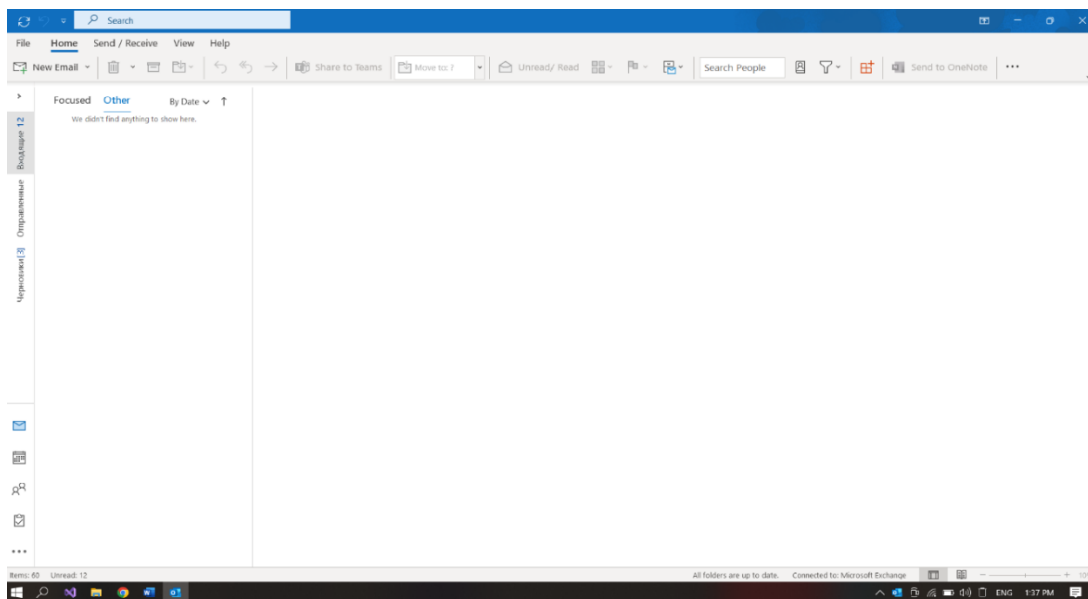 Search
File Home Send / Receive View Help
New Email Share to Teams Move to: ? Unread/ Read Search People Send to OneNote
Focused Other By Date
We didn't find anything to show here.
Входящие 12
Отправленные
Черновики[3]
Items: 60 Unread: 12 All folders are up to date. Connected to: Microsoft Exchange
ENG 1:37 PM